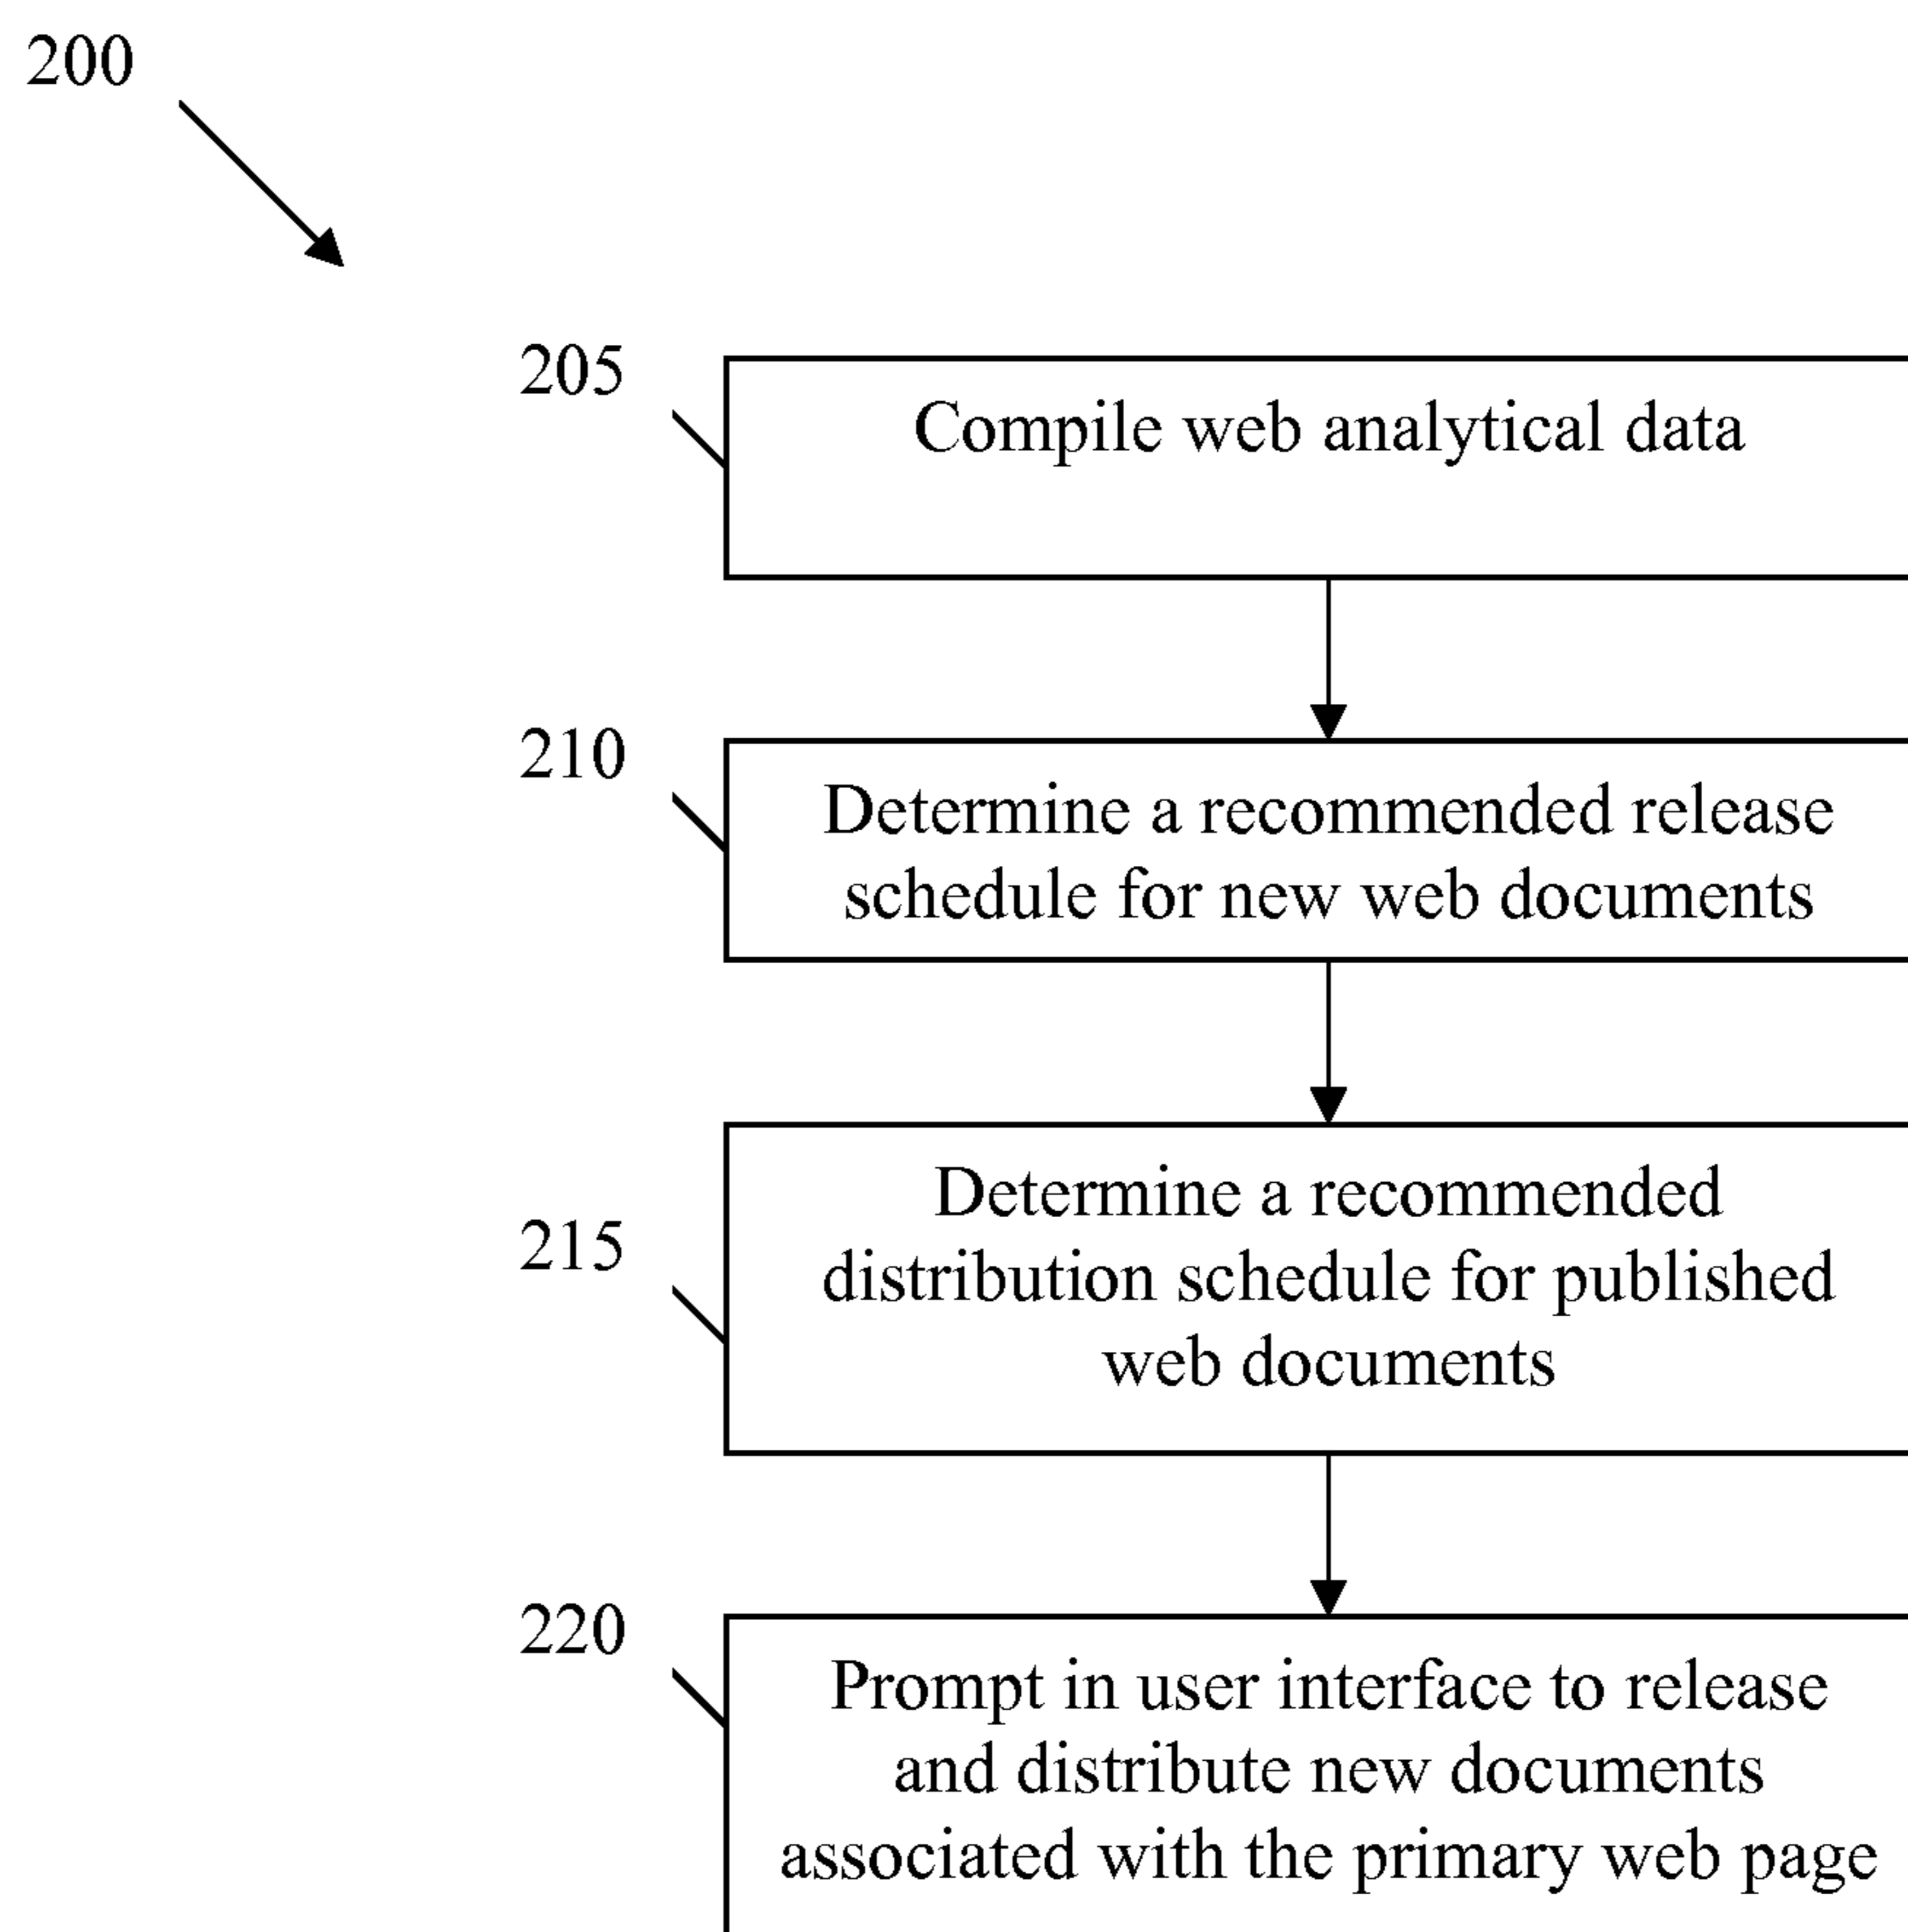 200
205
Compile web analytical data
210
Determine a recommended release
schedule for new web documents
215
Determine a recommended
distribution schedule for published
web documents
220
Prompt in user interface to release
and distribute new documents
associated with the primary web page